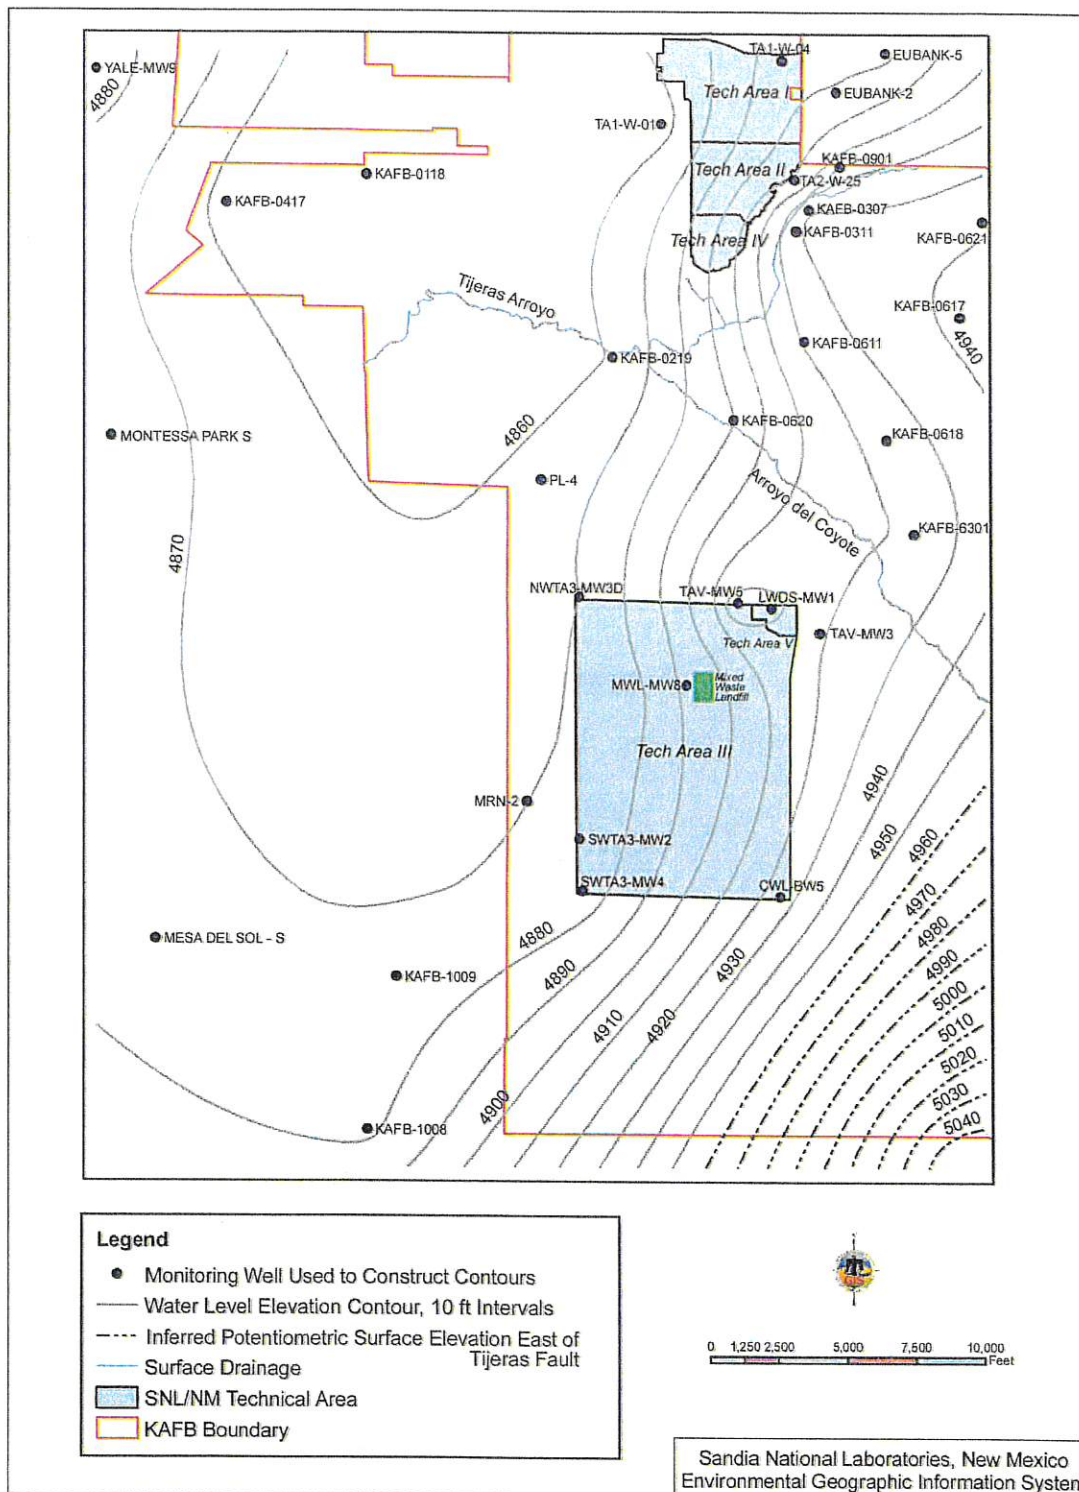 TA1-W-04
EUBANK-5
YALE-MW9
4880
Tech Area I
EUBANK-2
TA1-W-01
KAFB-0901
Tech Area II
KAFB-0118
TA2-W-25
KAFB-0417
KAFB-0307
KAFB-0311
KAFB-0621
Tech Area IV
Tijeras Arroyo
KAFB-0617
4940
KAFB-0611
KAFB-0219
4860
KAFB-0620
MONTESSA PARK S
KAFB-0618
PL-4
Arroyo del Coyote
4870
KAFB-6301
NWTA3-MW3D
TAV-MW5
LWDS-MW1
Tech Area V
TAV-MW3
MWL-MW8
Mixed
Waste
Landfill
Tech Area III
MRN-2
4940
4950
4960
SWTA3-MW2
SWTA3-MW4
CWL-BW5
4970
4880
4980
MESA DEL SOL - S
4890
4930
4990
KAFB-1009
5000
4910
4920
5010
5020
4900
5030
KAFB-1008
5040
Legend
Monitoring Well Used to Construct Contours
Water Level Elevation Contour, 10 ft Intervals
Inferred Potentiometric Surface Elevation East of
Tijeras Fault
Surface Drainage
SNL/NM Technical Area
KAFB Boundary
GIS
0 1,250 2,500 5,000 7,500 10,000
Feet
Sandia National Laboratories, New Mexico
Environmental Geographic Information System